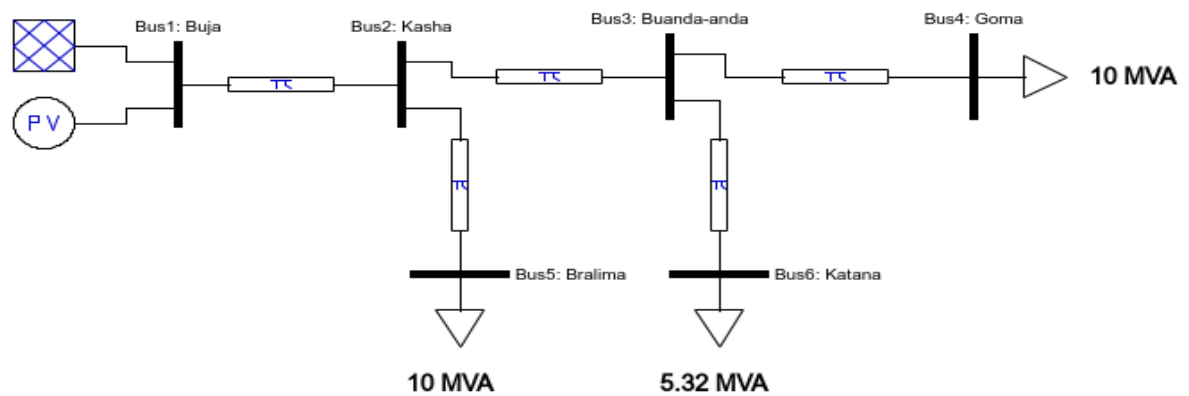 Bus1: Buja
Bus2: Kasha
Bus3: Buanda-anda
Bus4: Goma
π
π
π
10 MVA
PV
π
π
Bus5: Bralima
Bus6: Katana
10 MVA
5.32 MVA